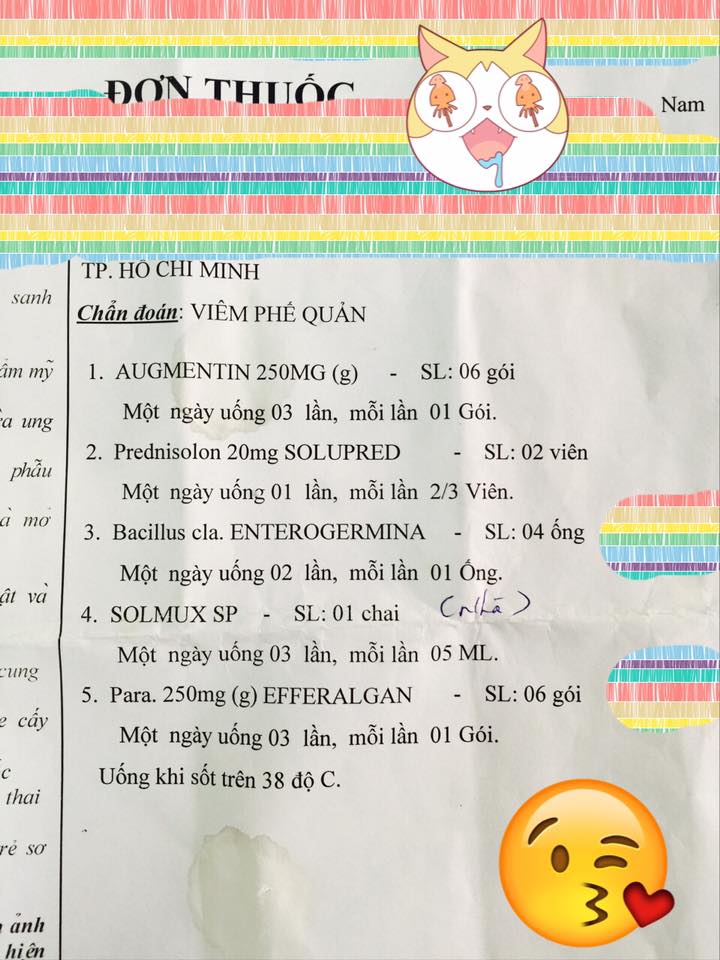 ĐƠN THUỐC
Nam
TP. HỒ CHI MINH
Chẩn đoán: VIÊM PHẾ QUẢN
1. AUGMENTIN 250MG (g) - SL: 06 gói
Một ngày uống 03 lần, mỗi lần 01 Gói.
2. Prednisolon 20mg SOLUPRED - SL: 02 viên
Một ngày uống 01 lần, mỗi lần 2/3 Viên.
3. Bacillus cla. ENTEROGERMINA - SL: 04 ống
Một ngày uống 02 lần, mỗi lần 01 Ống.
4. SOLMUX SP - SL: 01 chai (nhà)
Một ngày uống 03 lần, mỗi lần 05 ML.
5. Para. 250mg (g) EFFERALGAN - SL: 06 gói
Một ngày uống 03 lần, mỗi lần 01 Gói.
Uống khi sốt trên 38 độ C.
sanh
mỹ
ung
phẫu
mơ
và
cung
cấy
thai
sơ
ảnh
hiện